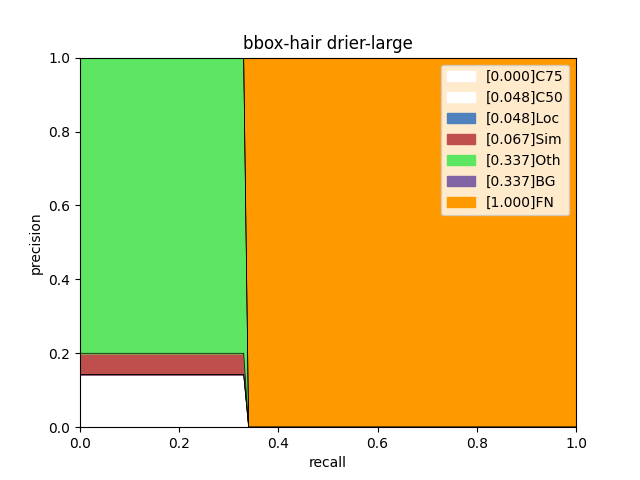 bbox-hair drier-large
[0.000]C75
[0.048]C50
[0.048]Loc
[0.067]Sim
[0.337]Oth
[0.337]BG
[1.000]FN
precision
1.0
0.8
0.6
0.4
0.2
0.0
0.0 0.2 0.4 0.6 0.8 1.0
recall